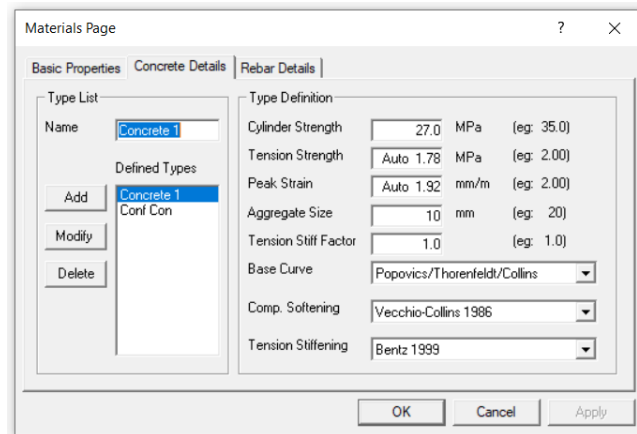 Materials Page ? ×
Basic Properties Concrete Details Rebar Details
Type List
Name Concrete 1
Defined Types
Concrete 1
Conf Con
Add
Modify
Delete
Type Definition
Cylinder Strength 27.0 MPa (eg: 35.0)
Tension Strength Auto 1.78 MPa (eg: 2.00)
Peak Strain Auto 1.92 mm/m (eg: 2.00)
Aggregate Size 10 mm (eg: 20)
Tension Stiff Factor 1.0 (eg: 1.0)
Base Curve Popovics/Thorenfeldt/Collins
Comp. Softening Vecchio-Collins 1986
Tension Stiffening Bentz 1999
OK Cancel Apply